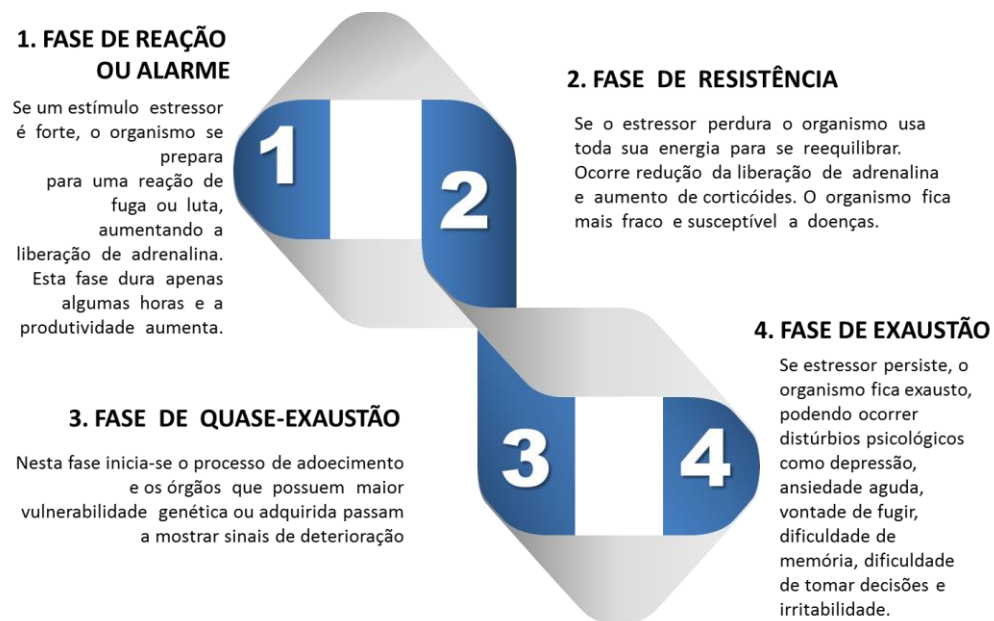 1. FASE DE REAÇÃO
OU ALARME
Se um estímulo estressor
é forte, o organismo se
prepara
para uma reação de
fuga ou luta,
aumentando a
liberação de adrenalina.
Esta fase dura apenas
algumas horas e a
produtividade aumenta.
1
2
2. FASE DE RESISTÊNCIA
Se o estressor perdura o organismo usa
toda sua energia para se reequilibrar.
Ocorre redução da liberação de adrenalina
e aumento de corticóides. O organismo fica
mais fraco e susceptível a doenças.
3. FASE DE QUASE-EXAUSTÃO
Nesta fase inicia-se o processo de adoecimento
e os órgãos que possuem maior
vulnerabilidade genética ou adquirida passam
a mostrar sinais de deterioração
3
4
4. FASE DE EXAUSTÃO
Se estressor persiste, o
organismo fica exausto,
podendo ocorrer
distúrbios psicológicos
como depressão,
ansiedade aguda,
vontade de fugir,
dificuldade de
memória, dificuldade
de tomar decisões e
irritabilidade.